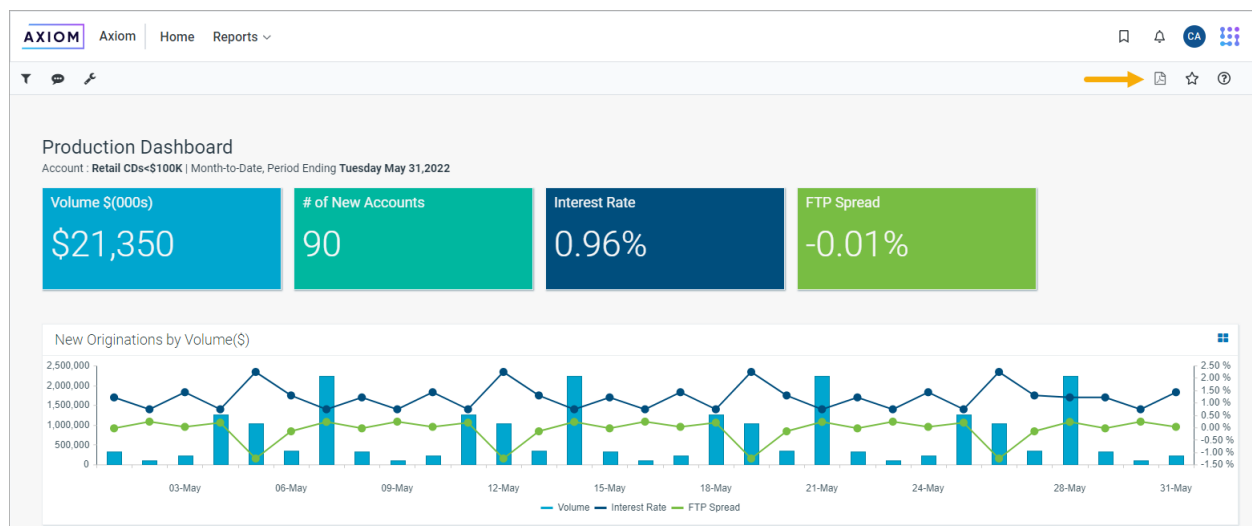 AXIOM Axiom Home Reports
CA
Production Dashboard
Account : Retail CDs<$100K | Month-to-Date, Period Ending Tuesday May 31,2022
Volume $(000s) # of New Accounts Interest Rate FTP Spread
$21,350 90 0.96% -0.01%
New Originations by Volume($)
2,500,000 2.50 %
2,000,000 2.00 %
1,500,000 1.50 %
1,000,000 1.00 %
500,000 0.50 %
0 0.00 %
-0.50 %
-1.00 %
-1.50 %
03-May 06-May 09-May 12-May 15-May 18-May 21-May 24-May 28-May 31-May
Volume Interest Rate FTP Spread